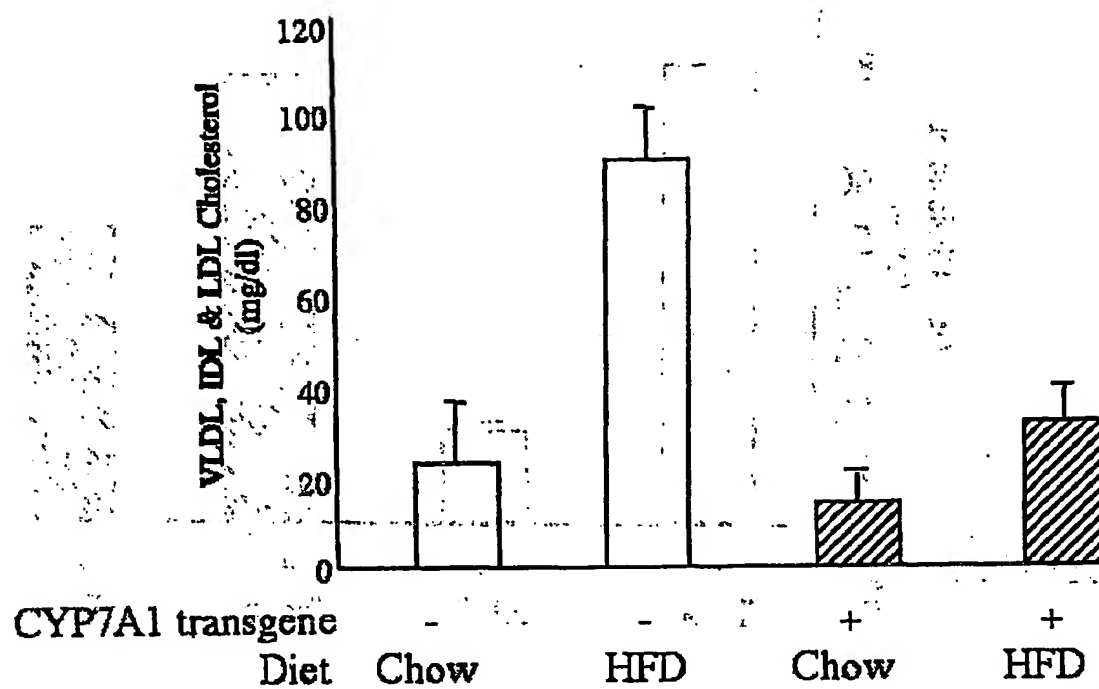 VLDL, IDL & LDL Cholesterol
(mg/dl)
120
100
80
60
40
20
0
CYP7A1 transgene - - + +
Diet Chow HFD Chow HFD